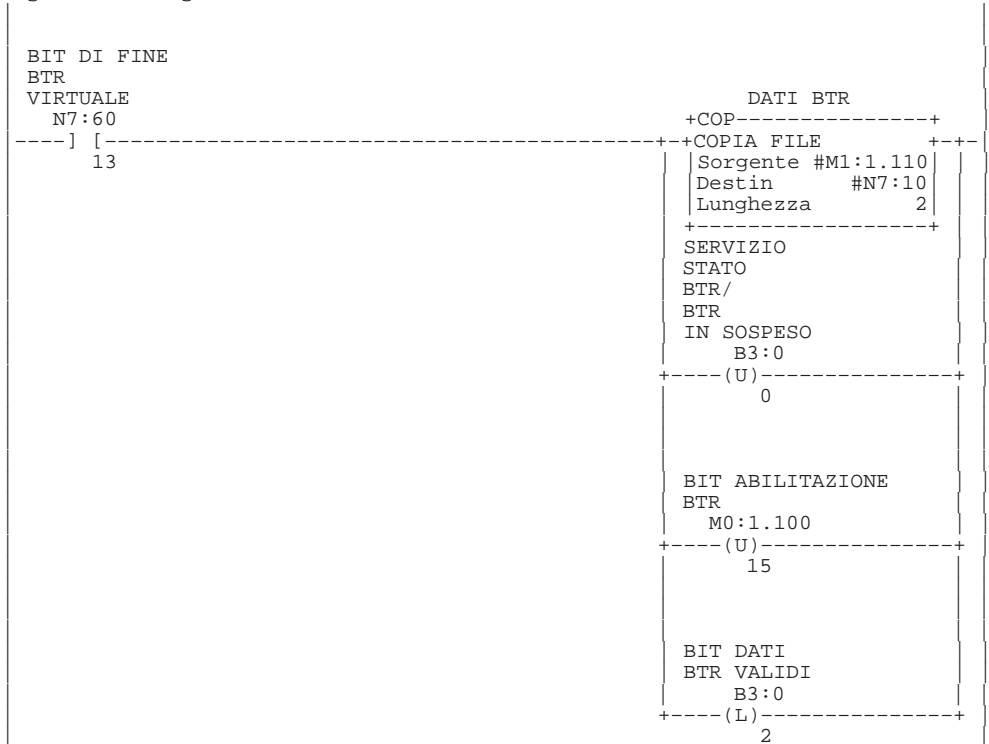 BIT DI FINE
BTR
VIRTUALE
N7:60
----] [----
13
DATI BTR
+COP---------------+
+COPIA FILE +
Sorgente #M1:1.110
Destin #N7:10
Lunghezza 2
+------------------+
SERVIZIO
STATO
BTR/
BTR
IN SOSPESO
B3:0
+----(U)---------------+
0
BIT ABILITAZIONE
BTR
M0:1.100
+----(U)---------------+
15
BIT DATI
BTR VALIDI
B3:0
+----(L)---------------+
2